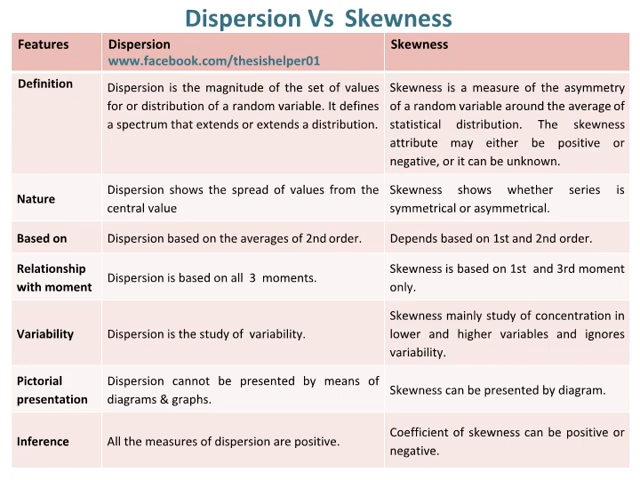 Dispersion Vs Skewness
Features
Dispersion
www.facebook.com/thesishelper01
Skewness
Definition
Dispersion is the magnitude of the set of values
for or distribution of a random variable. It defines
a spectrum that extends or extends a distribution.
Skewness is a measure of the asymmetry
of a random variable around the average of
statistical distribution. The skewness
attribute may either be positive or
negative, or it can be unknown.
Nature
Dispersion shows the spread of values from the
central value
Skewness shows whether series is
symmetrical or asymmetrical.
Based on
Dispersion based on the averages of 2nd order.
Depends based on 1st and 2nd order.
Relationship
with moment
Dispersion is based on all 3 moments.
Skewness is based on 1st and 3rd moment
only.
Variability
Dispersion is the study of variability.
Skewness mainly study of concentration in
lower and higher variables and ignores
variability.
Pictorial
presentation
Dispersion cannot be presented by means of
diagrams & graphs.
Skewness can be presented by diagram.
Inference
All the measures of dispersion are positive.
Coefficient of skewness can be positive or
negative.